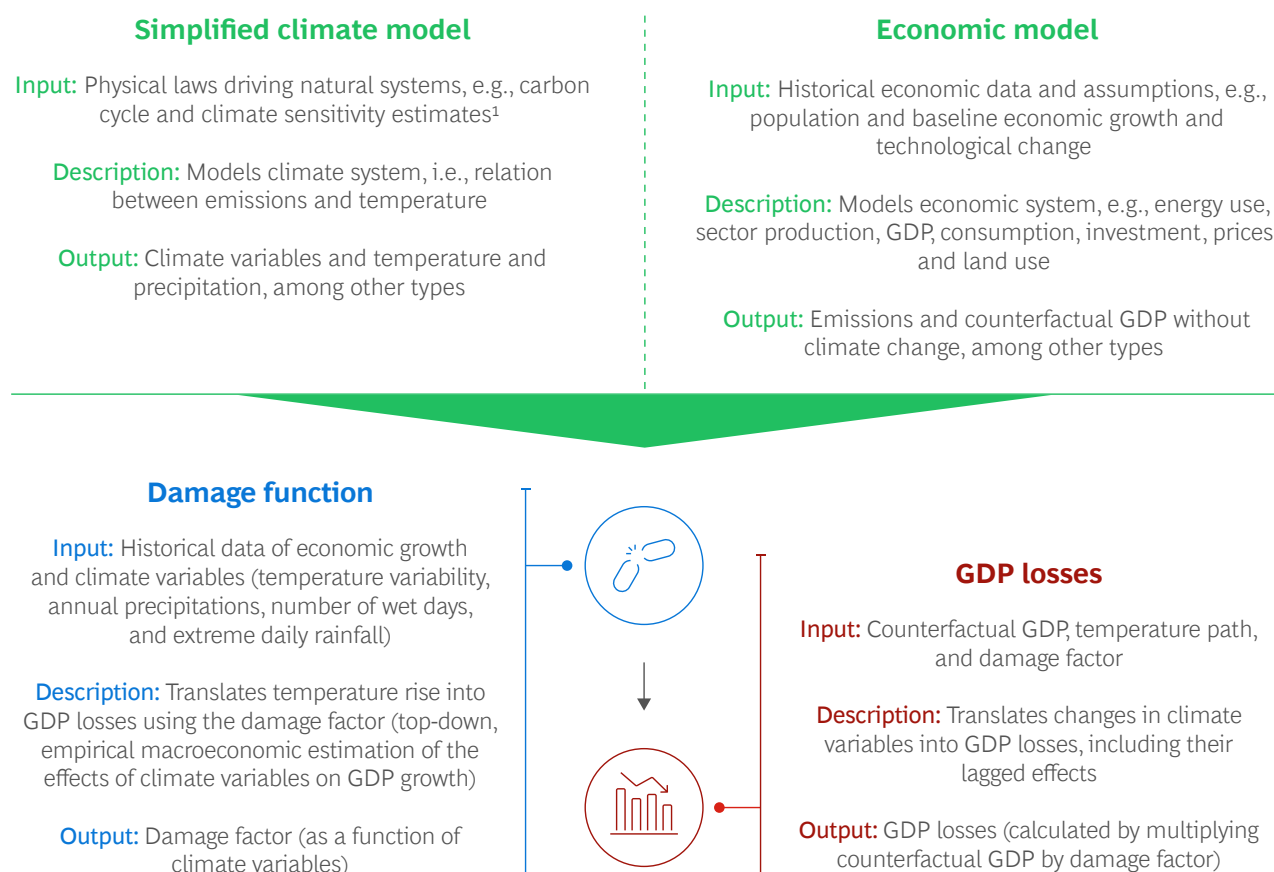 Simplified climate model
Input: Physical laws driving natural systems, e.g., carbon
cycle and climate sensitivity estimates¹
Description: Models climate system, i.e., relation
between emissions and temperature
Output: Climate variables and temperature and
precipitation, among other types
Economic model
Input: Historical economic data and assumptions, e.g.,
population and baseline economic growth and
technological change
Description: Models economic system, e.g., energy use,
sector production, GDP, consumption, investment, prices
and land use
Output: Emissions and counterfactual GDP without
climate change, among other types
Damage function
Input: Historical data of economic growth
and climate variables (temperature variability,
annual precipitations, number of wet days,
and extreme daily rainfall)
Description: Translates temperature rise into
GDP losses using the damage factor (top-down,
empirical macroeconomic estimation of the
effects of climate variables on GDP growth)
Output: Damage factor (as a function of
climate variables)
GDP losses
Input: Counterfactual GDP, temperature path,
and damage factor
Description: Translates changes in climate
variables into GDP losses, including their
lagged effects
Output: GDP losses (calculated by multiplying
counterfactual GDP by damage factor)